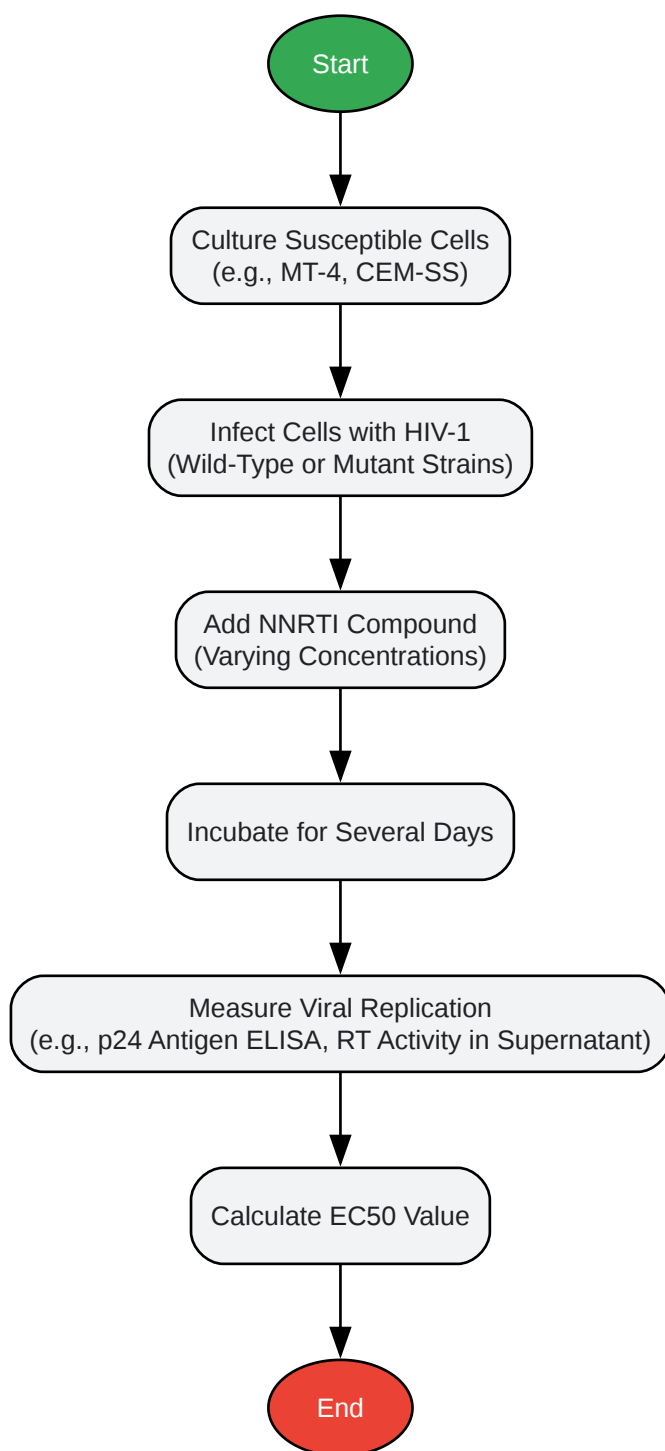 Start
Culture Susceptible Cells
(e.g., MT-4, CEM-SS)
Infect Cells with HIV-1
(Wild-Type or Mutant Strains)
Add NNRTI Compound
(Varying Concentrations)
Incubate for Several Days
Measure Viral Replication
(e.g., p24 Antigen ELISA, RT Activity in Supernatant)
Calculate EC50 Value
End